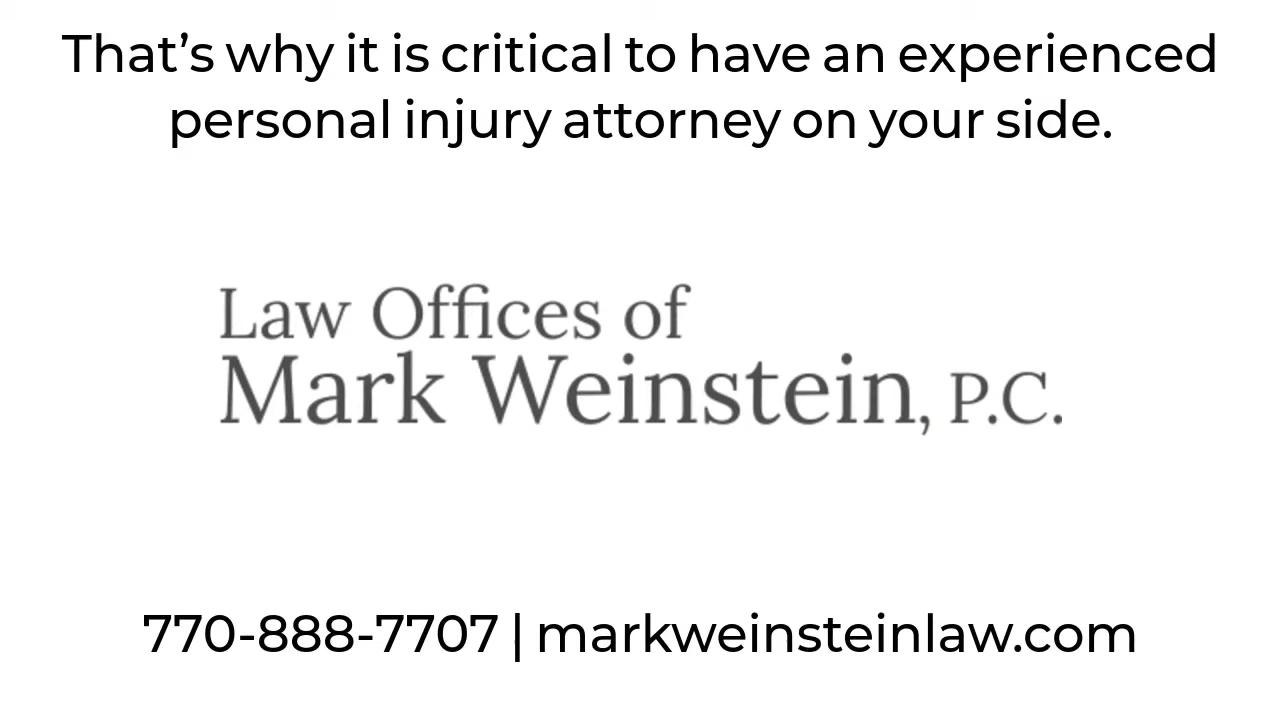 That’s why it is critical to have an experienced
personal injury attorney on your side.
Law Offices of
Mark Weinstein, P.C.
770-888-7707 | markweinsteinlaw.com